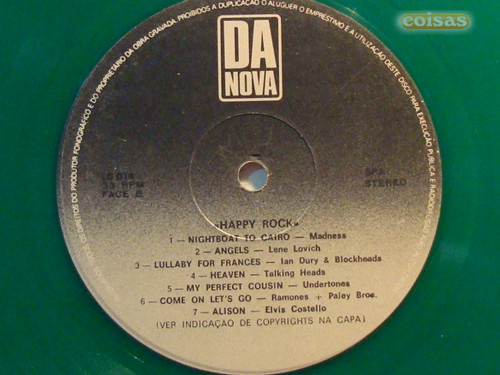 coisas
DE DISCO PARA EXECUÇÃO PÚBLICA E RADIODIFUSÃO
DO PRODUTOR FONOGRÁFICO E DO PROPRIETÁRIO DA OBRA GRAVADA. PROIBIDOS A DUPLICAÇÃO O ALUGUER O EMPRÉSTIMO E A UTILIZAÇÃO
DA
NOVA
33 RPM
FACE B
SPA
STEREO
«HAPPY ROCK»
1 — NIGHTBOAT TO CAIRO — Madness
2 — ANGELS — Lene Lovich
3 — LULLABY FOR FRANCES — Ian Dury & Blockheads
4 — HEAVEN — Talking Heads
5 — MY PERFECT COUSIN — Undertones
6 — COME ON LET'S GO — Ramones + Paley Bros.
7 — ALISON — Elvis Costello
(VER INDICAÇÃO DE COPYRIGHTS NA CAPA)